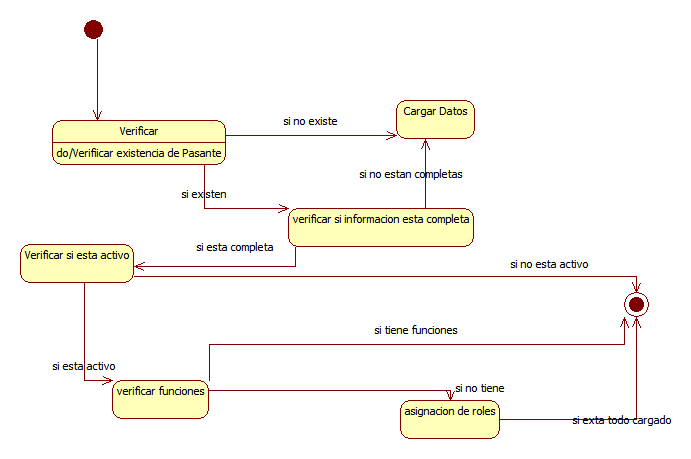 Cargar Datos
si no existe
Verificar
do/Verificar existencia de Pasante
si no estan completas
si existen
verificar si informacion esta completa
si esta completa
Verificar si esta activo
si no esta activo
si tiene funciones
si esta activo
verificar funciones
si no tiene
asignacion de roles
si exta todo cargado